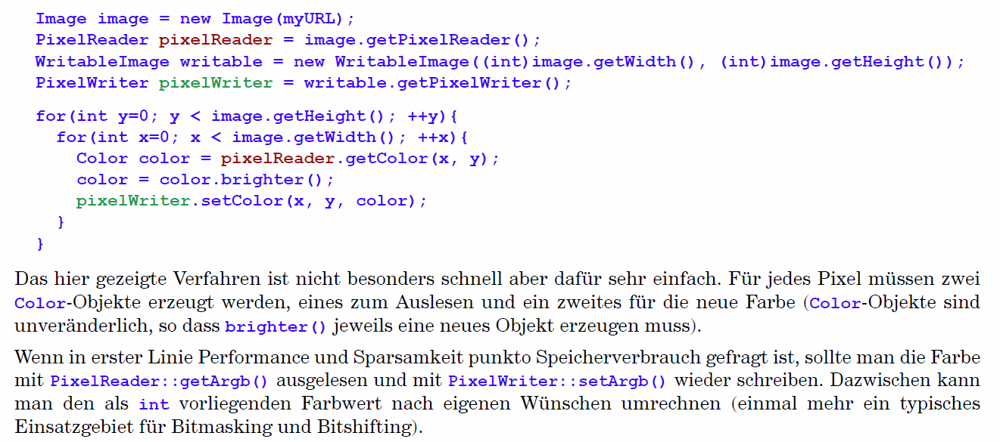 Image image = new Image(myURL);
PixelReader pixelReader = image.getPixelReader();
WritableImage writable = new WritableImage((int)image.getWidth(), (int)image.getHeight());
PixelWriter pixelWriter = writable.getPixelWriter();
for(int y=0; y < image.getHeight(); ++y){
for(int x=0; x < image.getWidth(); ++x){
Color color = pixelReader.getColor(x, y);
color = color.brighter();
pixelWriter.setColor(x, y, color);
}
}
Das hier gezeigte Verfahren ist nicht besonders schnell aber dafür sehr einfach. Für jedes Pixel müssen zwei
Color-Objekte erzeugt werden, eines zum Auslesen und ein zweites für die neue Farbe (Color-Objekte sind
unveränderlich, so dass brighter() jeweils eine neues Objekt erzeugen muss).
Wenn in erster Linie Performance und Sparsamkeit punkto Speicherverbrauch gefragt ist, sollte man die Farbe
mit PixelReader::getArgb() ausgelesen und mit PixelWriter::setArgb() wieder schreiben. Dazwischen kann
man den als int vorliegenden Farbwert nach eigenen Wünschen umrechnen (einmal mehr ein typisches
Einsatzgebiet für Bitmasking und Bitshifting).